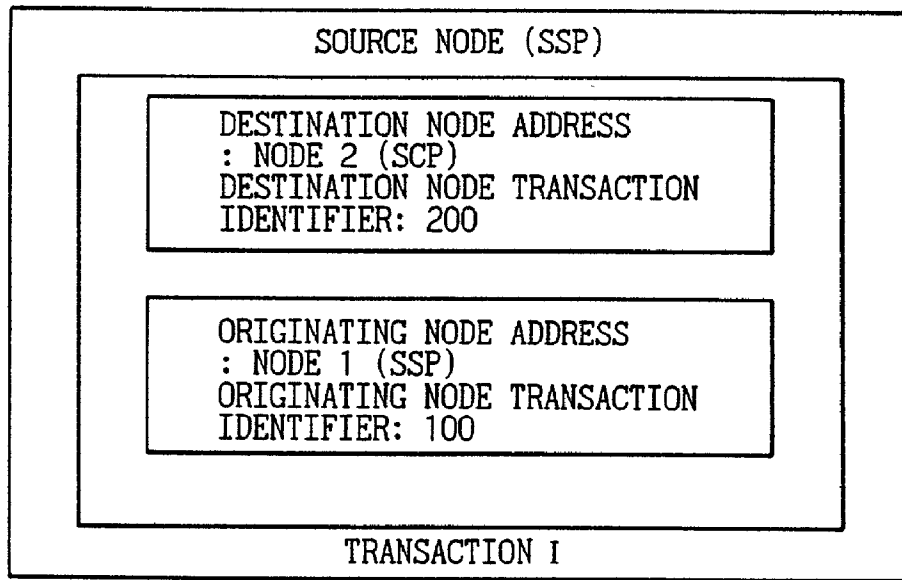 SOURCE NODE (SSP)
DESTINATION NODE ADDRESS
: NODE 2 (SCP)
DESTINATION NODE TRANSACTION
IDENTIFIER: 200
ORIGINATING NODE ADDRESS
: NODE 1 (SSP)
ORIGINATING NODE TRANSACTION
IDENTIFIER: 100
TRANSACTION I